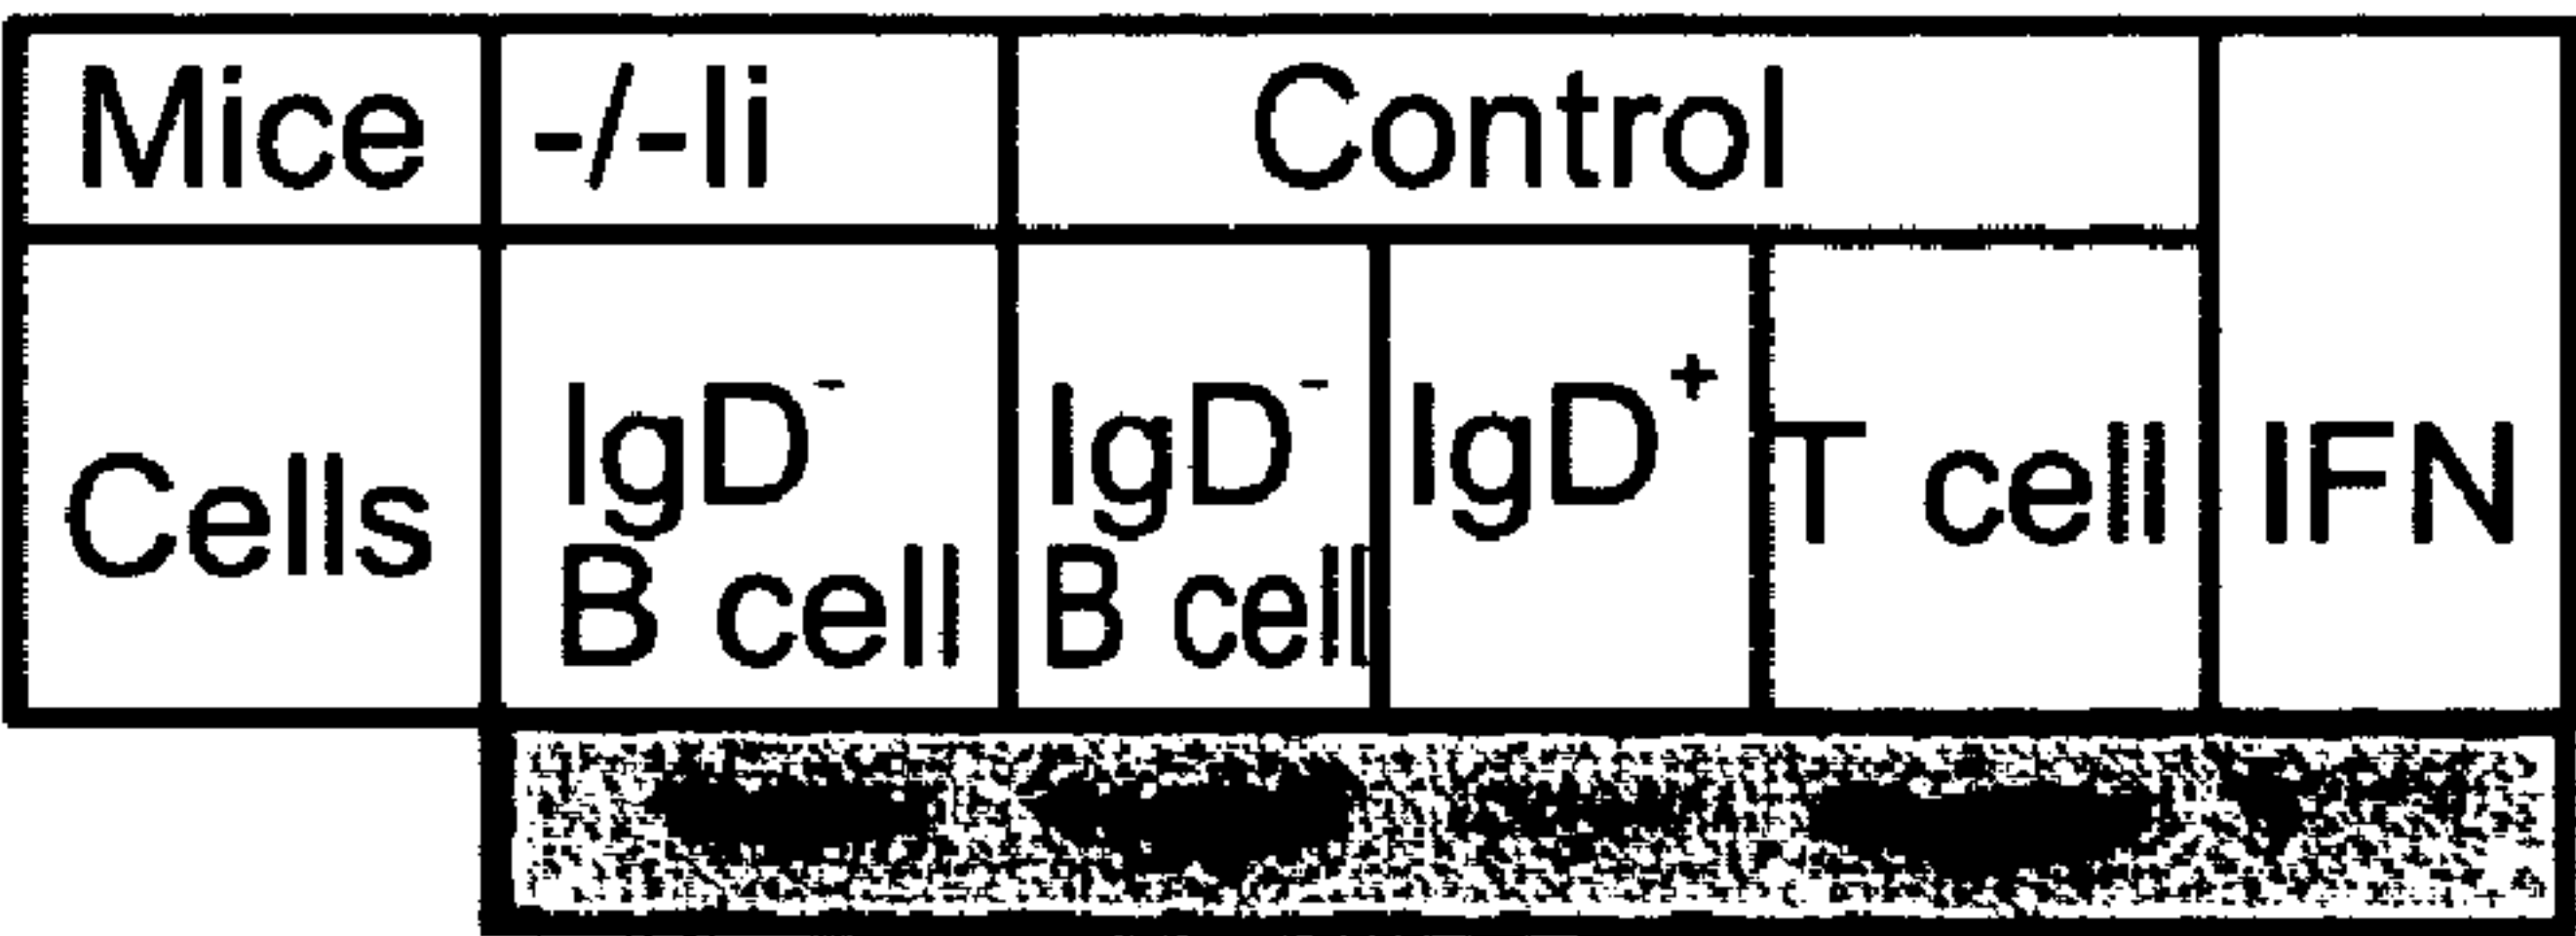 Mice -/-Ii Control
Cells IgD⁻ B cell IgD⁻ B cell IgD⁺ T cell IFN